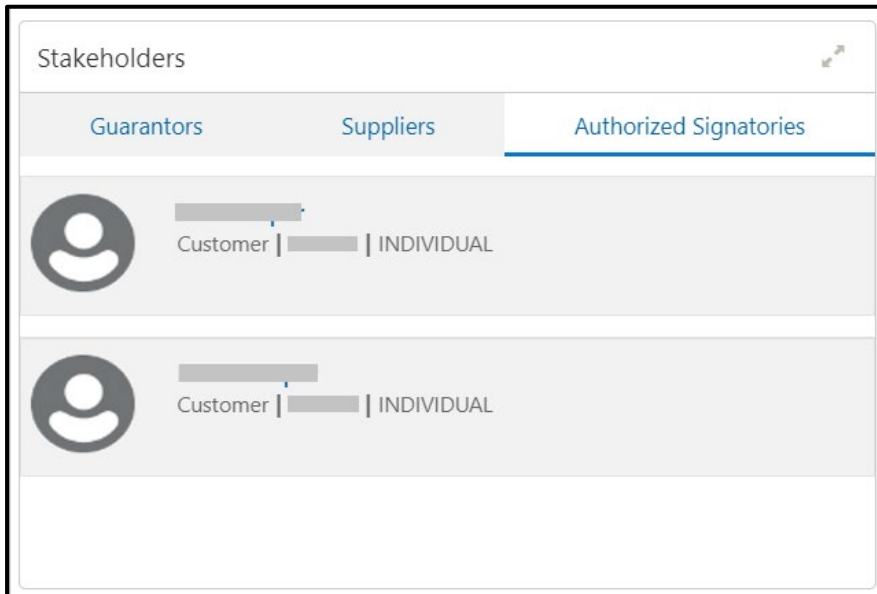 Stakeholders
Guarantors Suppliers Authorized Signatories
Customer | | INDIVIDUAL
Customer | | INDIVIDUAL